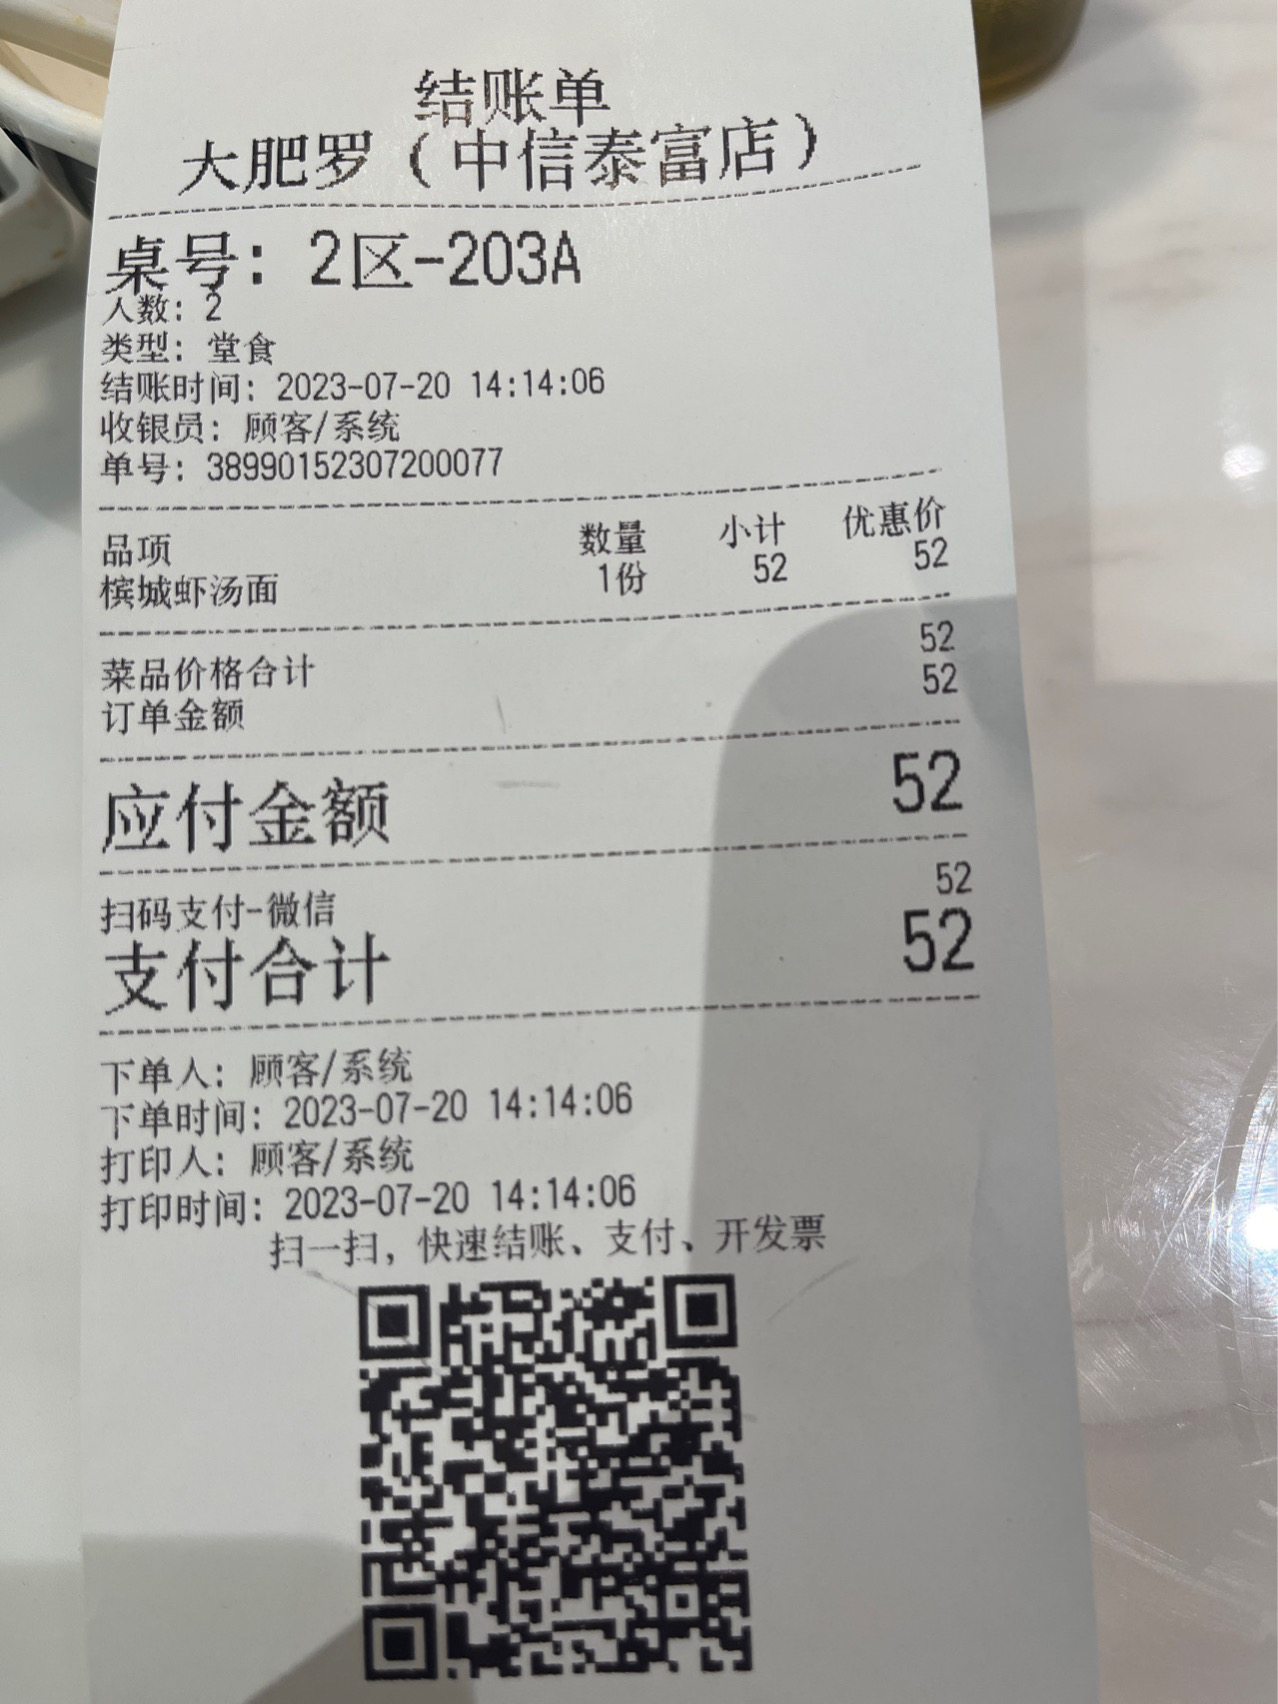 结账单
大肥罗（中信泰富店）
桌号：2区-203A
人数：2
类型：堂食
结账时间：2023-07-20 14:14:06
收银员：顾客/系统
单号：38990152307200077
品项 数量 小计 优惠价
槟城虾汤面 1份 52 52
菜品价格合计 52
订单金额 52
应付金额 52
扫码支付-微信 52
支付合计 52
下单人：顾客/系统
下单时间：2023-07-20 14:14:06
打印人：顾客/系统
打印时间：2023-07-20 14:14:06
扫一扫，快速结账、支付、开发票